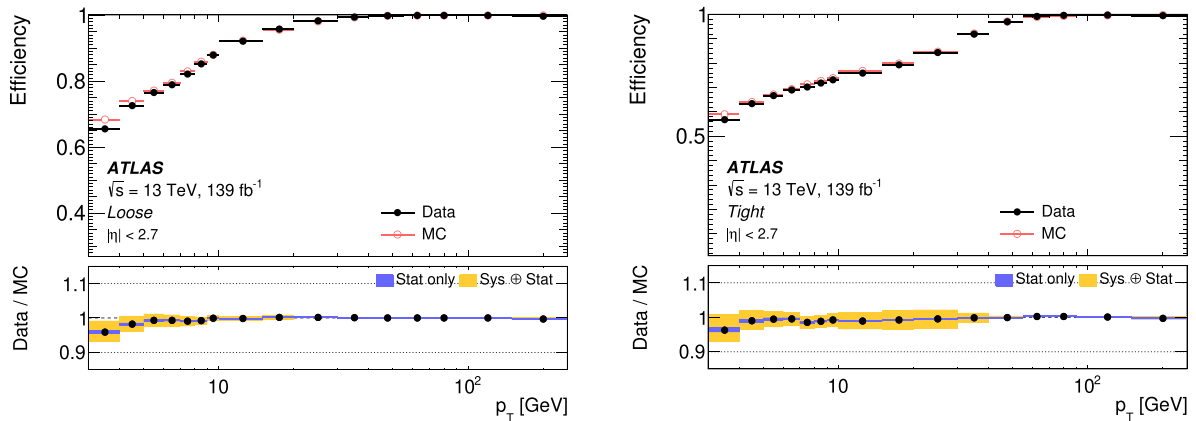 Efficiency
1
0.8
0.6
0.4
ATLAS
√s = 13 TeV, 139 fb⁻¹
Loose
|η| < 2.7
Data
MC
Data / MC
1.1
1
0.9
Stat only
Sys ⊕ Stat
10
10²
p_T [GeV]
Efficiency
1
0.5
ATLAS
√s = 13 TeV, 139 fb⁻¹
Tight
|η| < 2.7
Data
MC
Data / MC
1.1
1
0.9
Stat only
Sys ⊕ Stat
10
10²
p_T [GeV]